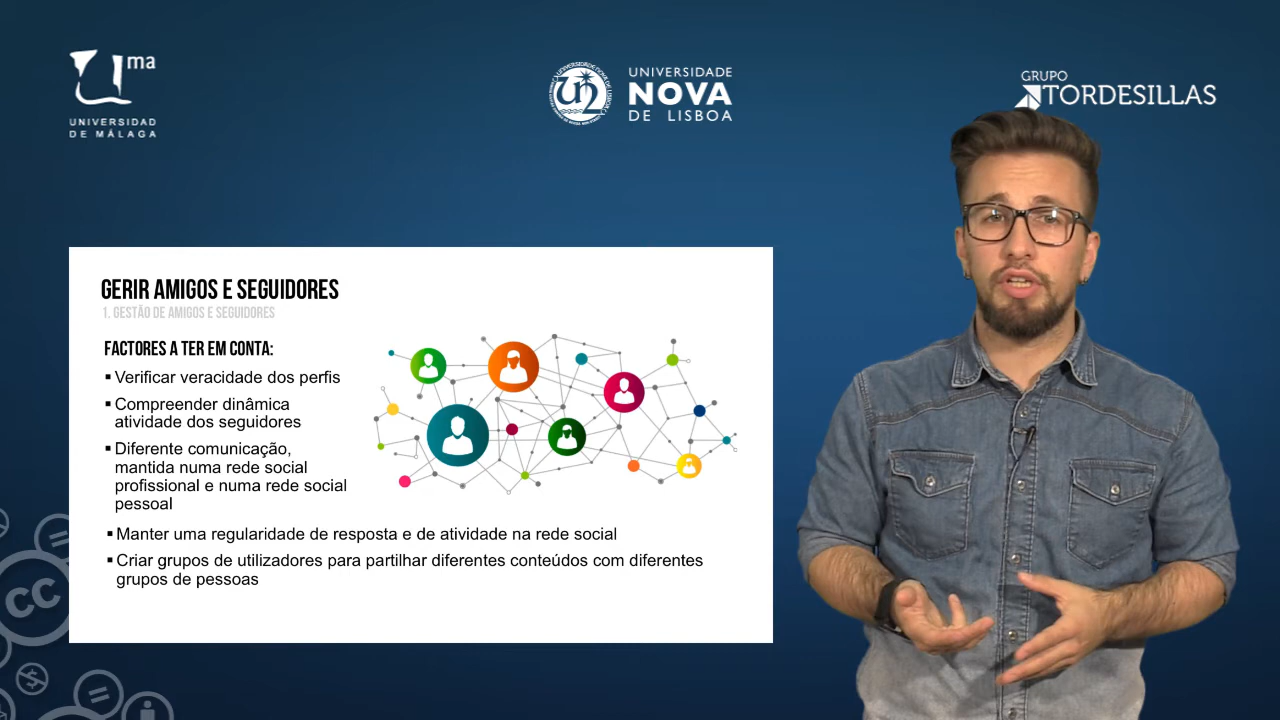 ma
UNIVERSIDAD
DE MÁLAGA
UNIVERSIDADE
NOVA
DE LISBOA
GRUPO
TORDESILLAS
GERIR AMIGOS E SEGUIDORES
1. GESTÃO DE AMIGOS E SEGUIDORES
FACTORES A TER EM CONTA:
▪ Verificar veracidade dos perfis
▪ Compreender dinâmica
atividade dos seguidores
▪ Diferente comunicação,
mantida numa rede social
profissional e numa rede social
pessoal
▪ Manter uma regularidade de resposta e de atividade na rede social
▪ Criar grupos de utilizadores para partilhar diferentes conteúdos com diferentes
grupos de pessoas
CC